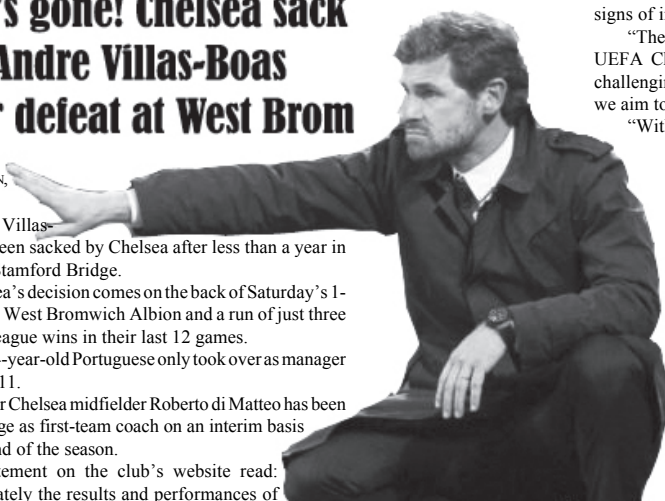 's gone! Chelsea sack
Andre Villas-Boas
defeat at West Brom
N,
Villas-
een sacked by Chelsea after less than a year in
Stamford Bridge.
ea's decision comes on the back of Saturday's 1-
West Bromwich Albion and a run of just three
eague wins in their last 12 games.
-year-old Portuguese only took over as manager
11.
r Chelsea midfielder Roberto di Matteo has been
ge as first-team coach on an interim basis
nd of the season.
tement on the club's website read:
ately the results and performances of
signs of i
"The
UEFA C
challengin
we aim to
"Wit